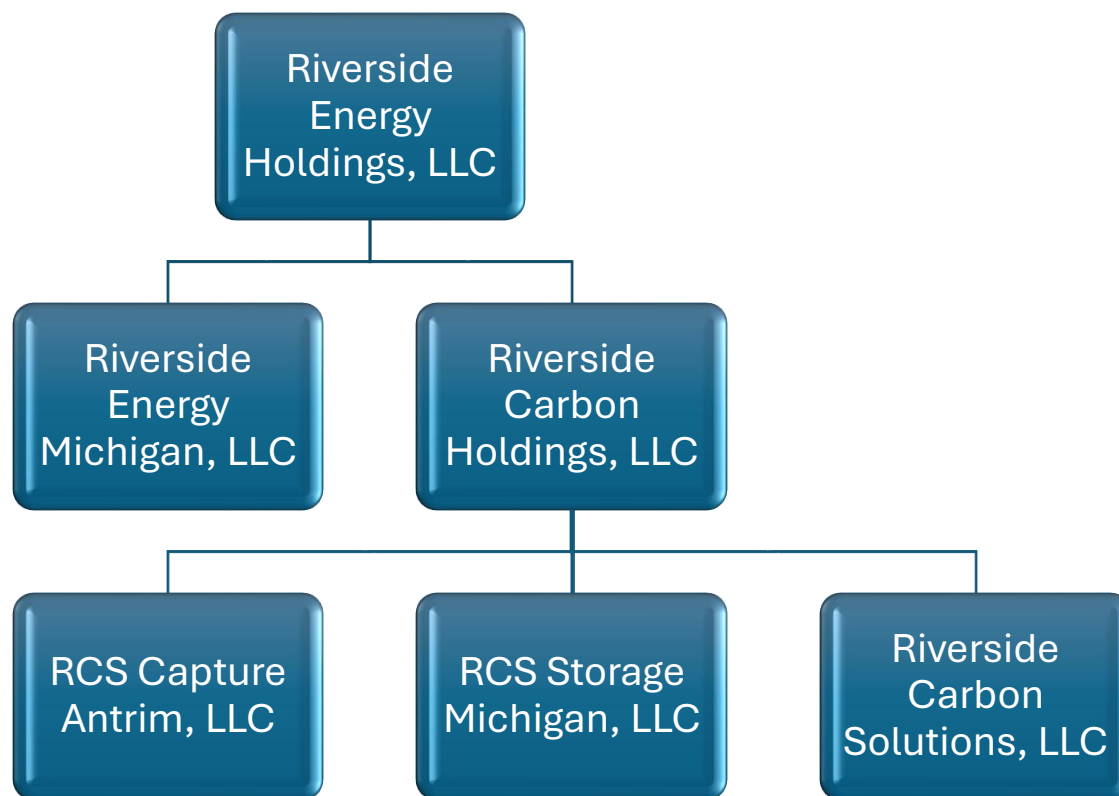 Riverside
Energy
Holdings, LLC
Riverside
Energy
Michigan, LLC
Riverside
Carbon
Holdings, LLC
RCS Capture
Antrim, LLC
RCS Storage
Michigan, LLC
Riverside
Carbon
Solutions, LLC